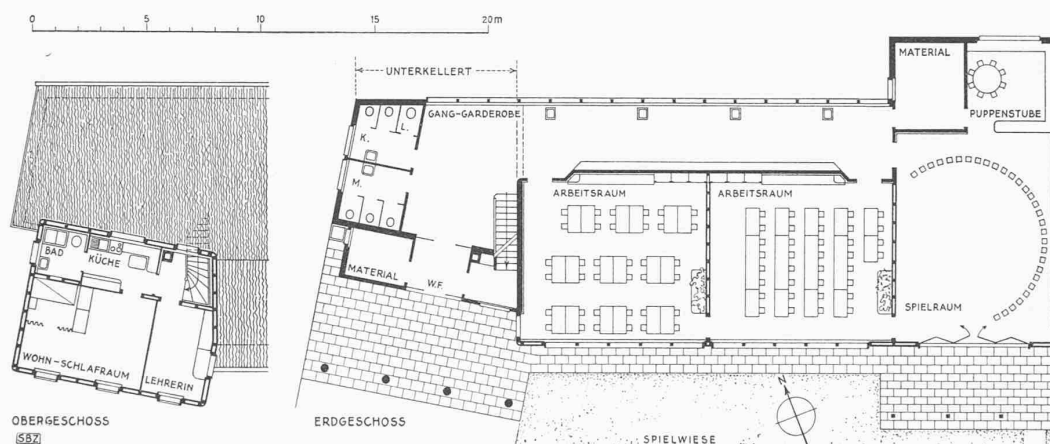 0 5 10 15 20 m
UNTERKELLERT
MATERIAL
PUPPENSTUBE
GANG-GARDEROBE
K.
L.
M.
ARBEITSRAUM
ARBEITSRAUM
MATERIAL
W.F.
SPIELRAUM
BAD
KÜCHE
WOHN-SCHLAFRAUM
LEHRERIN
N
OBERGESCHOSS
ERDGESCHOSS
SPIELWIESE
SBZ